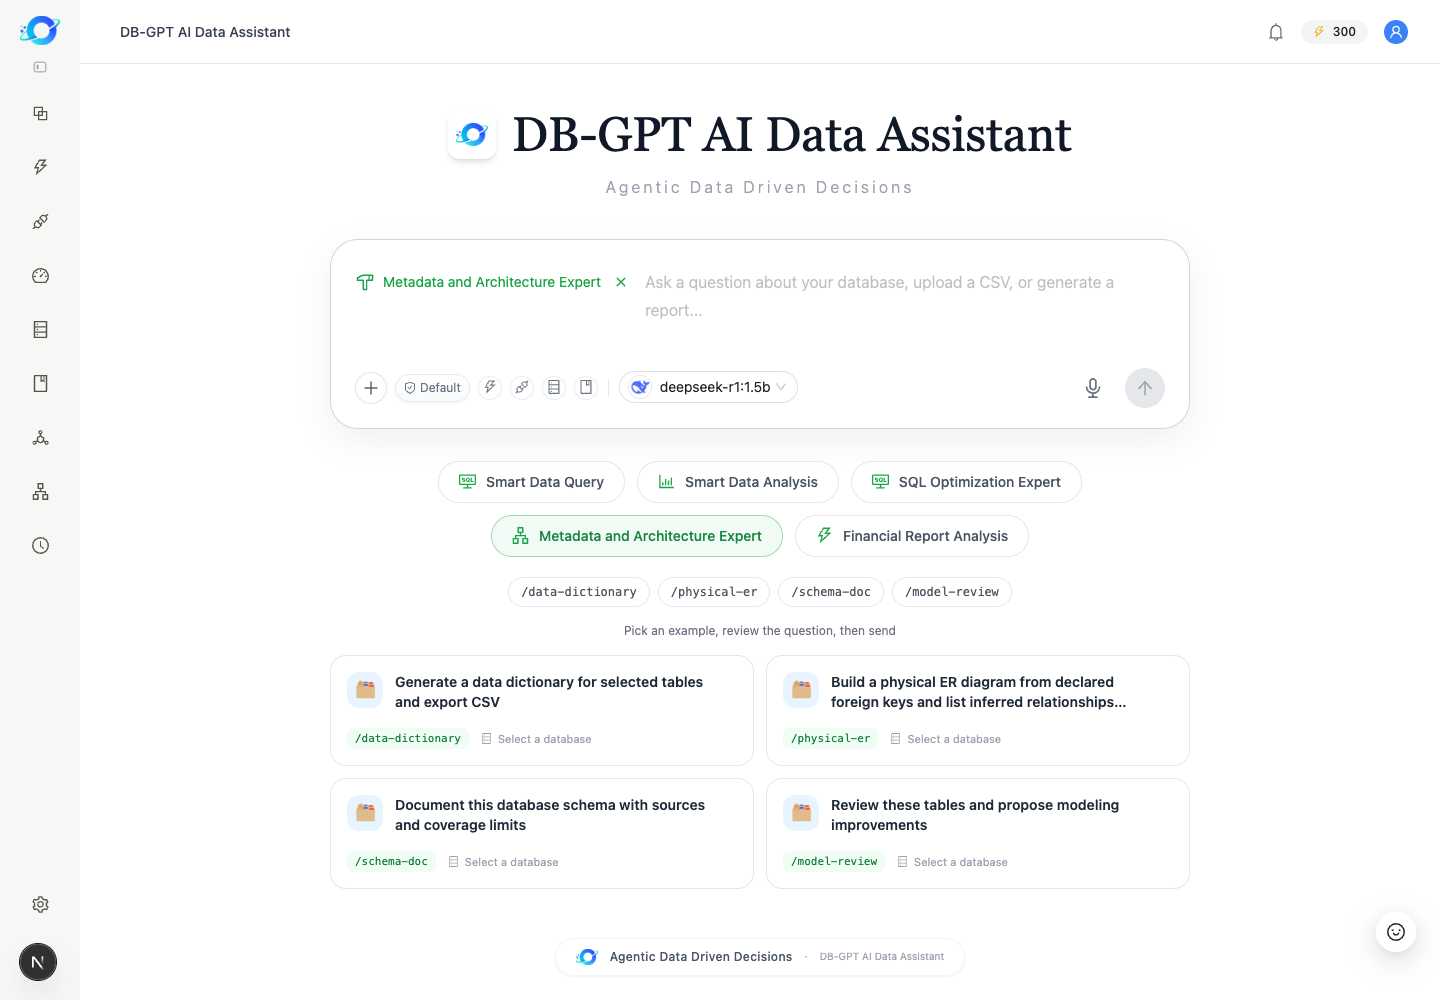 DB-GPT AI Data Assistant
300
DB-GPT AI Data Assistant
Agentic Data Driven Decisions
Metadata and Architecture Expert
Ask a question about your database, upload a CSV, or generate a
report...
Default
deepseek-r1:1.5b
SQL Smart Data Query
Smart Data Analysis
SQL SQL Optimization Expert
Metadata and Architecture Expert
Financial Report Analysis
/data-dictionary
/physical-er
/schema-doc
/model-review
Pick an example, review the question, then send
Generate a data dictionary for selected tables
and export CSV
/data-dictionary
Select a database
Build a physical ER diagram from declared
foreign keys and list inferred relationships...
/physical-er
Select a database
Document this database schema with sources
and coverage limits
/schema-doc
Select a database
Review these tables and propose modeling
improvements
/model-review
Select a database
N
Agentic Data Driven Decisions · DB-GPT AI Data Assistant